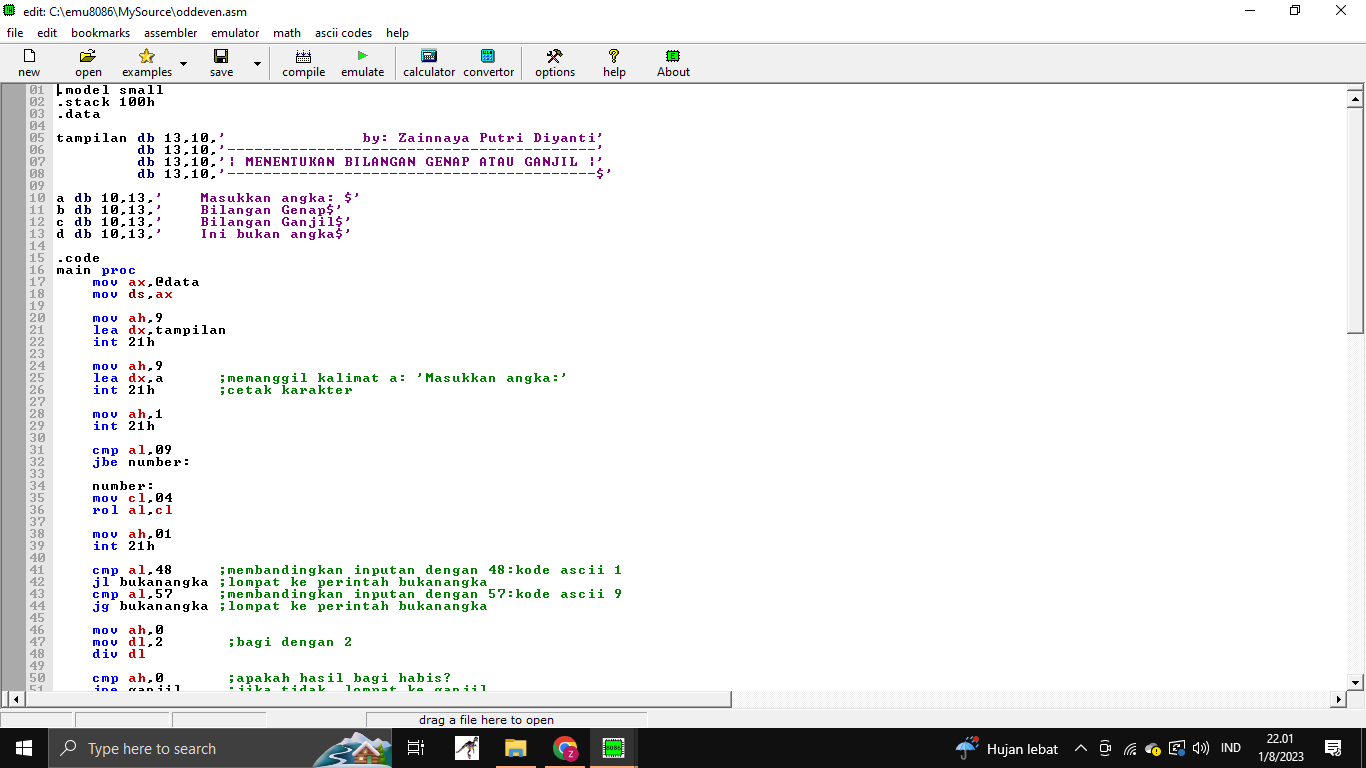 edit: C:\emu8086\MySource\oddeven.asm
file edit bookmarks assembler emulator math ascii codes help
new open examples save compile emulate calculator convertor options help About
01 .model small
02 .stack 100h
03 .data
04
05 tampilan db 13,10,'               by: Zainnaya Putri Diyanti'
06          db 13,10,'-----------------------------------------'
07          db 13,10,'¦ MENENTUKAN BILANGAN GENAP ATAU GANJIL ¦'
08          db 13,10,'-----------------------------------------$'
09
10 a db 10,13,'    Masukkan angka: $'
11 b db 10,13,'    Bilangan Genap$'
12 c db 10,13,'    Bilangan Ganjil$'
13 d db 10,13,'    Ini bukan angka$'
14
15 .code
16 main proc
17     mov ax,@data
18     mov ds,ax
19
20     mov ah,9
21     lea dx,tampilan
22     int 21h
23
24     mov ah,9
25     lea dx,a      ;memanggil kalimat a: 'Masukkan angka:'
26     int 21h       ;cetak karakter
27
28     mov ah,1
29     int 21h
30
31     cmp al,09
32     jbe number:
33
34     number:
35     mov cl,04
36     rol al,cl
37
38     mov ah,01
39     int 21h
40
41     cmp al,48     ;membandingkan inputan dengan 48:kode ascii 1
42     jl bukanangka ;lompat ke perintah bukanangka
43     cmp al,57     ;membandingkan inputan dengan 57:kode ascii 9
44     jg bukanangka ;lompat ke perintah bukanangka
45
46     mov ah,0
47     mov dl,2       ;bagi dengan 2
48     div dl
49
50     cmp ah,0       ;apakah hasil bagi habis?
51     jne ganjil     ;jika tidak, lompat ke ganjil
drag a file here to open
Type here to search
Z
8086
Hujan lebat
IND
22.01
1/8/2023